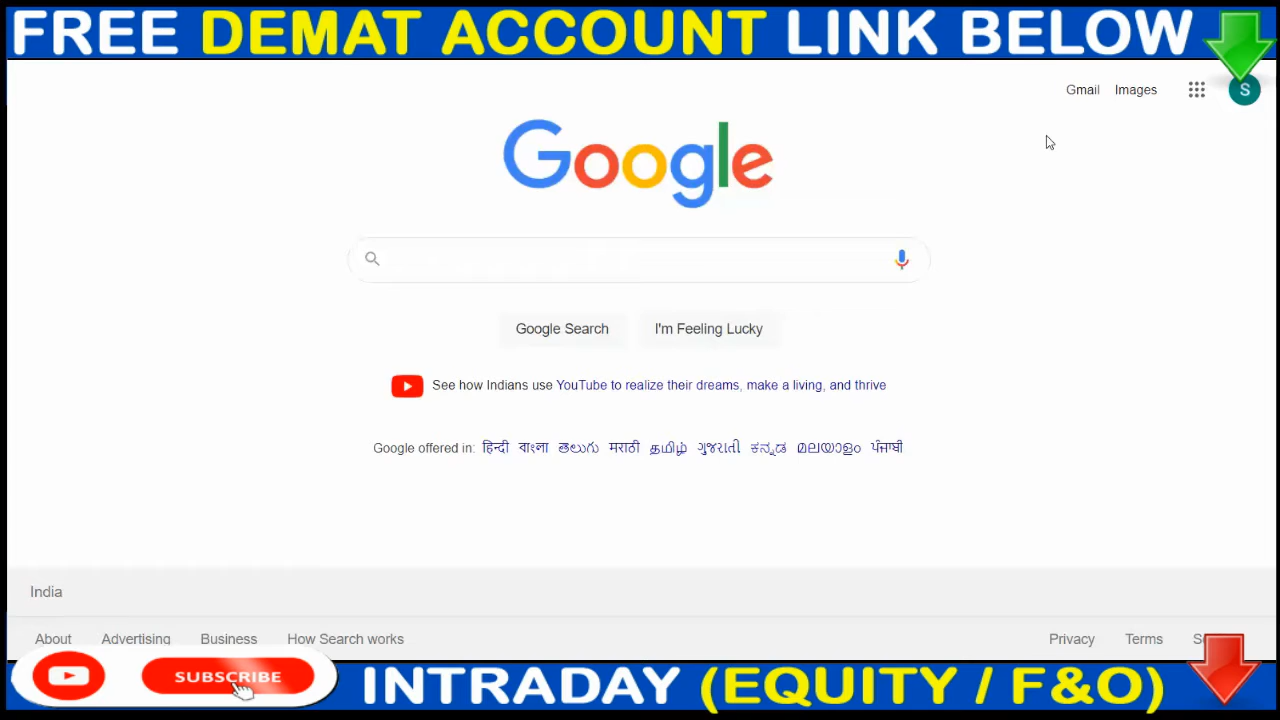 FREE DEMAT ACCOUNT LINK BELOW
Gmail Images S
Google
Google Search I'm Feeling Lucky
See how Indians use YouTube to realize their dreams, make a living, and thrive
Google offered in: हिन्दी বাংলা తెలుగు मराठी தமிழ் ગુજરાતી ಕನ್ನಡ മലയാളം ਪੰਜਾਬੀ
India
About Advertising Business How Search works Privacy Terms
SUBSCRIBE
INTRADAY (EQUITY / F&O)